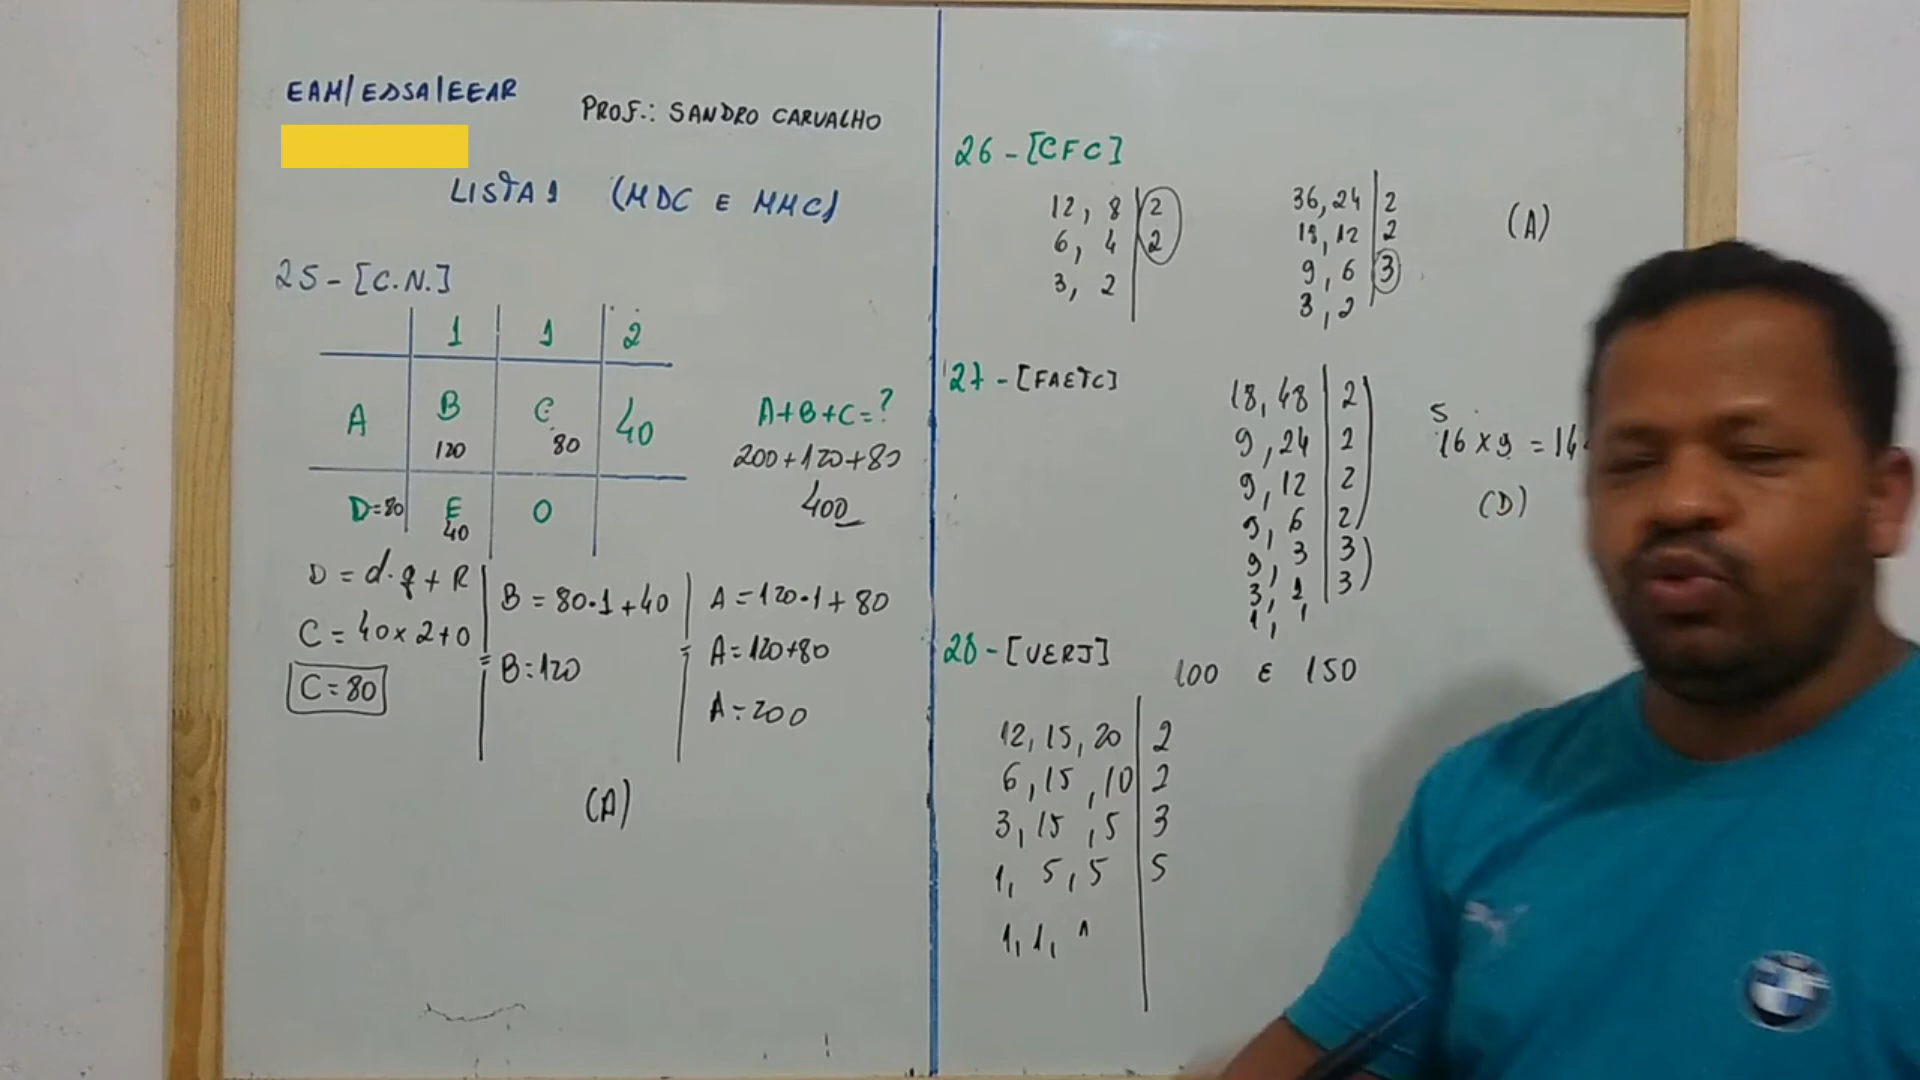 EAM/ESSA/EEAR
PROF.: SANDRO CARVALHO
LISTA 1 (MDC E MMC)
25 - [C.N.]
1 1 2
A B C 40
120 80
D=80 E 0
40
A+B+C=?
200+120+80
400
D = d.q + R
C = 40 x 2+0
C = 80
B = 80.1+40
B=120
A = 120.1+80
A = 120+80
A = 200
(A)
26 - [CFC]
12, 8 2
6, 4 2
3, 2
36, 24 2
18, 12 2
9, 6 3
3, 2
(A)
27 - [FAETC]
18, 48 2
9, 24 2
9, 12 2
9, 6 2
9, 3 3
3, 1 3
1,
5
16 x 9 =
(D)
28 - [UERJ]
100 E 150
12, 15, 20 2
6, 15, 10 2
3, 15, 5 3
1, 5, 5 5
1, 1, 1